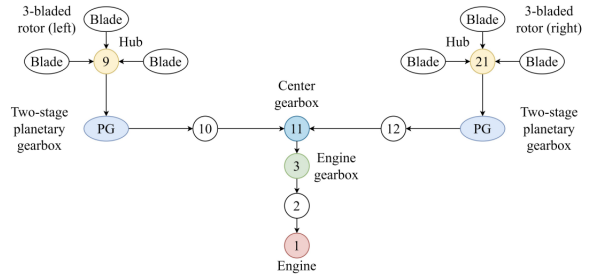 3-bladed
rotor (left)
Blade
Hub
Blade
9
Blade
3-bladed
rotor (right)
Blade
Hub
Blade
21
Blade
Two-stage
planetary
gearbox
PG
10
Center
gearbox
11
12
PG
Two-stage
planetary
gearbox
3
Engine
gearbox
2
1
Engine